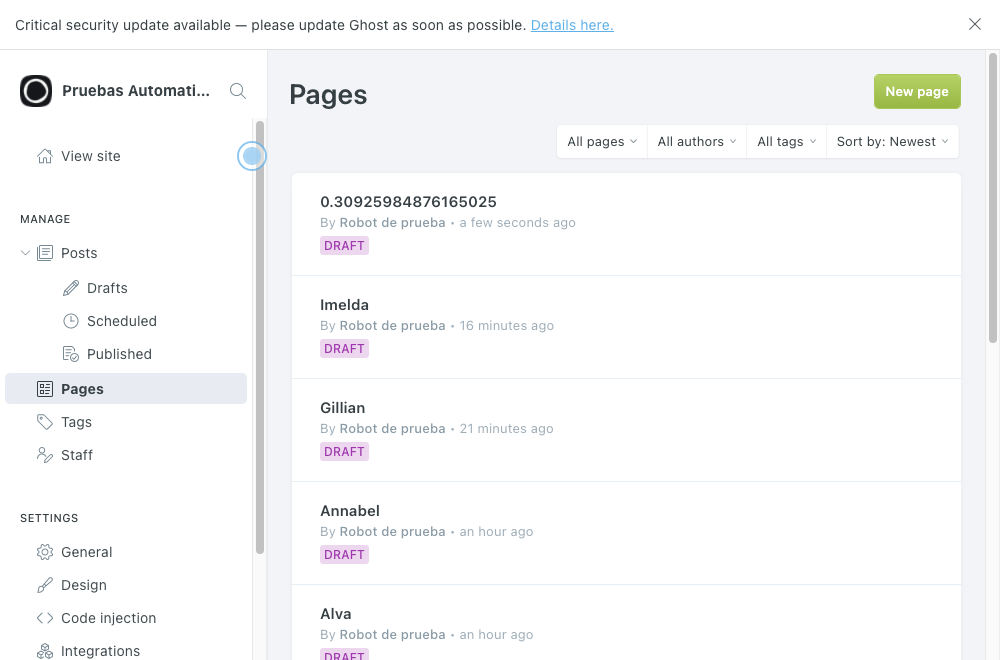 Critical security update available — please update Ghost as soon as possible. Details here.
Pruebas Automati...
View site
MANAGE
Posts
Drafts
Scheduled
Published
Pages
Tags
Staff
SETTINGS
General
Design
Code injection
Integrations
Pages
New page
All pages
All authors
All tags
Sort by: Newest
0.30925984876165025
By Robot de prueba • a few seconds ago
DRAFT
Imelda
By Robot de prueba • 16 minutes ago
DRAFT
Gillian
By Robot de prueba • 21 minutes ago
DRAFT
Annabel
By Robot de prueba • an hour ago
DRAFT
Alva
By Robot de prueba • an hour ago
DRAFT